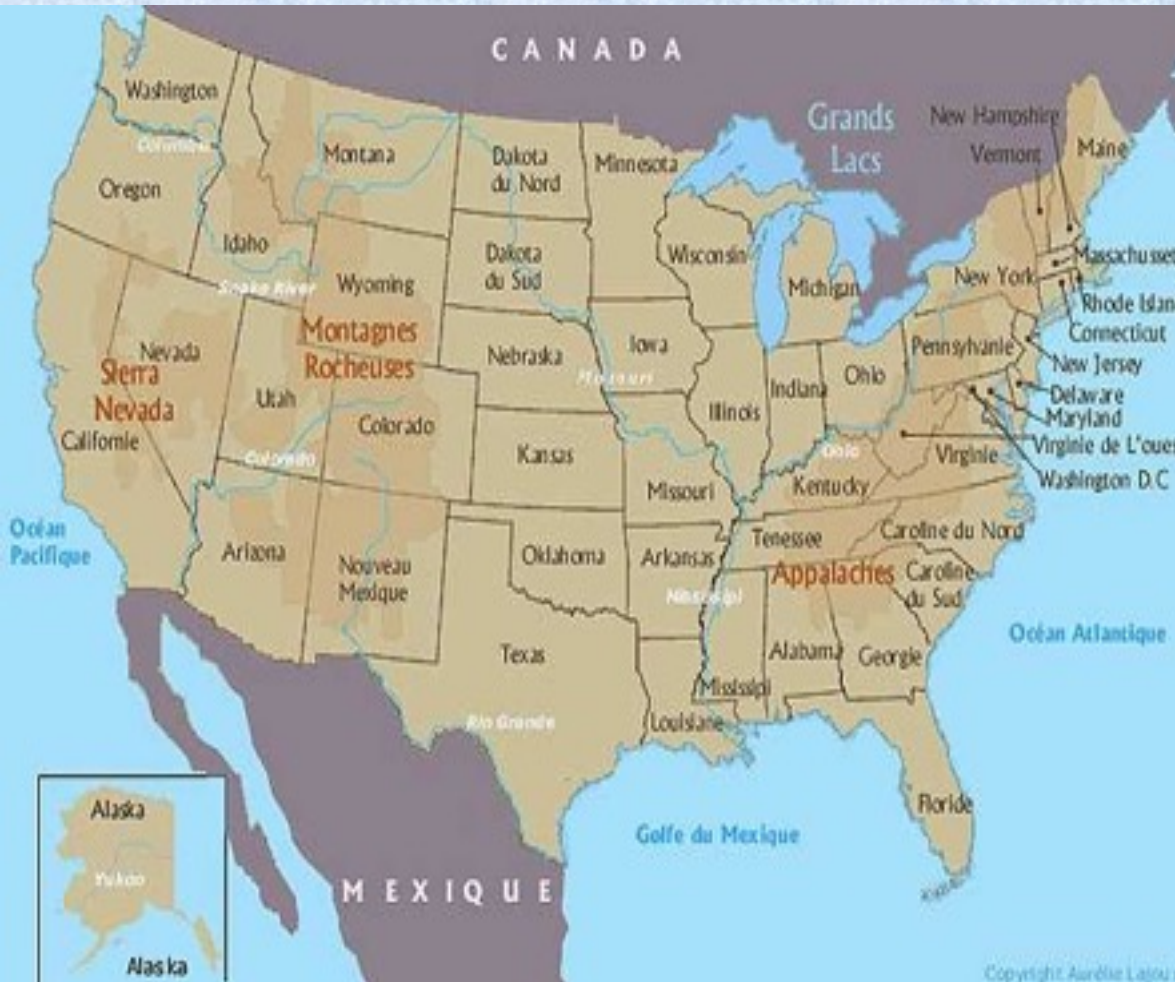 CANADA
Washington
Columbia
Oregon
Idaho
Montana
Dakota
du Nord
Minnesota
Grands
Lacs
New Hampshire
Vermont
Maine
Wisconsin
Michigan
New York
Massachusset
Rhode Islan
Connecticut
New Jersey
Delaware
Maryland
Virginie de L'oues
Washington D.C
Snake River
Wyoming
Dakota
du Sud
Montagnes
Rocheuses
Sierra
Nevada
Nevada
Utah
Californie
Colorado
Colorado
Nebraska
Iowa
Missouri
Illinois
Indiana
Ohio
Pennsylvanie
Ohio
Virginie
Kansas
Missouri
Kentucky
Océan
Pacifique
Arizona
Nouveau
Mexique
Oklahoma
Arkansas
Tenessee
Caroline du Nord
Appalaches
Caroline
du Sud
Mississipi
Océan Atlantique
Texas
Alabama
Georgie
Mississipi
Louisiane
Rio Grande
Floride
Golfe du Mexique
MEXIQUE
Alaska
Yukon
Alaska
Copyright Aurélie